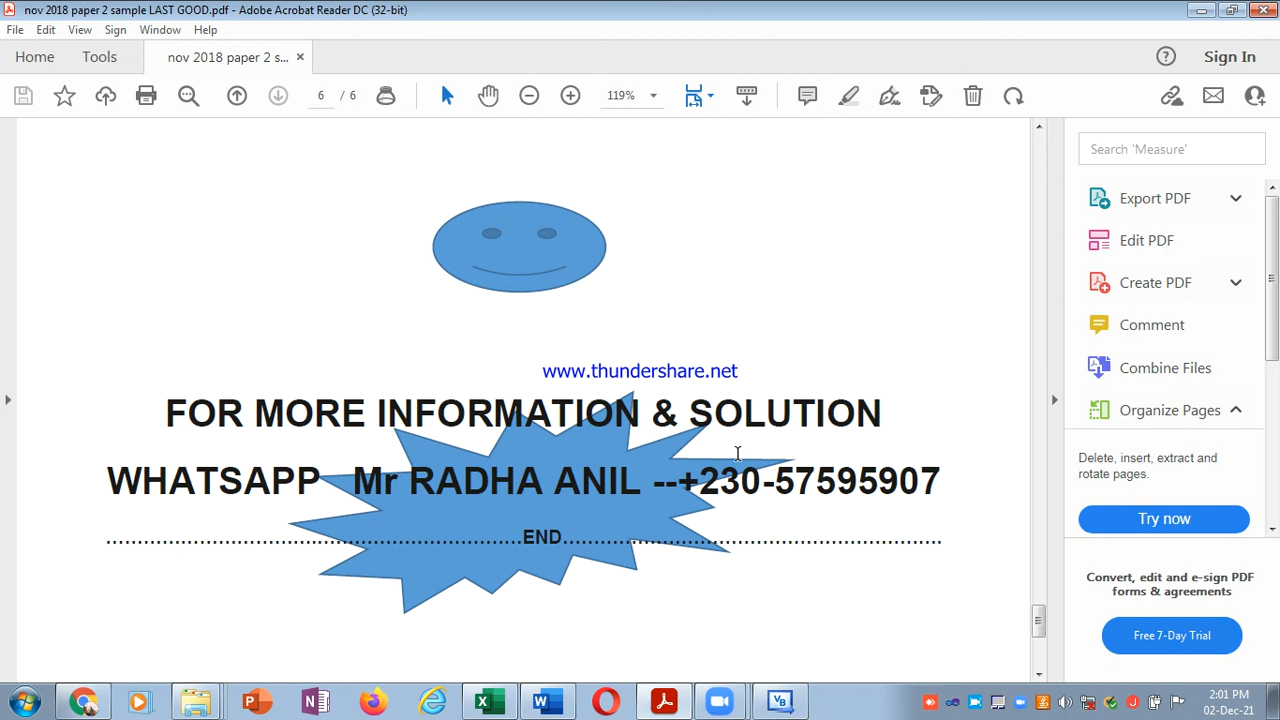 nov 2018 paper 2 sample LAST GOOD.pdf - Adobe Acrobat Reader DC (32-bit)
File Edit View Sign Window Help
Home Tools nov 2018 paper 2 s... × Sign In
6 / 6 119%
Search 'Measure'
Export PDF
Edit PDF
Create PDF
Comment
Combine Files
Organize Pages
Delete, insert, extract and
rotate pages.
Try now
Convert, edit and e-sign PDF
forms & agreements
Free 7-Day Trial
www.thundershare.net
FOR MORE INFORMATION & SOLUTION
WHATSAPP Mr RADHA ANIL --+230-57595907
END
2:01 PM
02-Dec-21